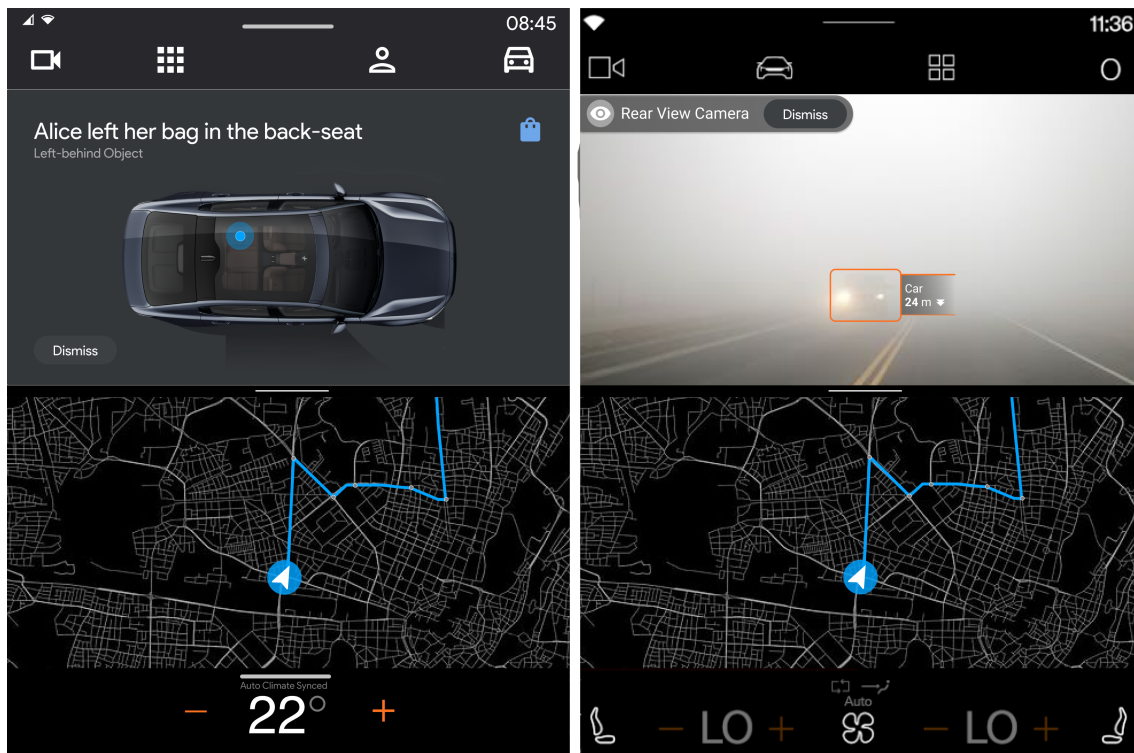 08:45
Alice left her bag in the back-seat
Left-behind Object
Dismiss
Auto Climate Synced
22°
11:36
Rear View Camera
Dismiss
Car
24 m
Auto
LO
LO